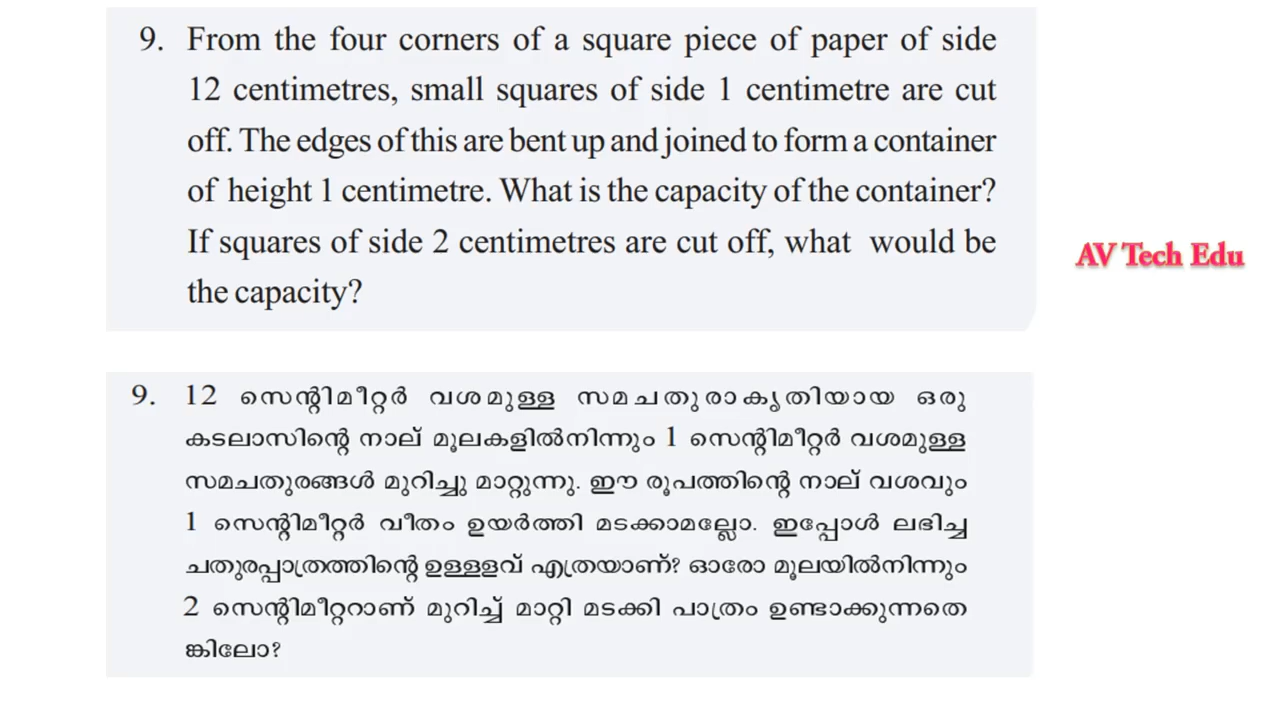 9. From the four corners of a square piece of paper of side
12 centimetres, small squares of side 1 centimetre are cut
off. The edges of this are bent up and joined to form a container
of height 1 centimetre. What is the capacity of the container?
If squares of side 2 centimetres are cut off, what would be
the capacity?
AV Tech Edu
9. 12 സെന്റിമീറ്റർ വശമുള്ള സമചതുരാകൃതിയായ ഒരു
കടലാസിന്റെ നാല് മൂലകളിൽനിന്നും 1 സെന്റിമീറ്റർ വശമുള്ള
സമചതുരങ്ങൾ മുറിച്ചു മാറ്റുന്നു. ഈ രൂപത്തിന്റെ നാല് വശവും
1 സെന്റിമീറ്റർ വീതം ഉയർത്തി മടക്കാമല്ലോ. ഇപ്പോൾ ലഭിച്ച
ചതുരപ്പാത്രത്തിന്റെ ഉള്ളളവ് എത്രയാണ്? ഓരോ മൂലയിൽനിന്നും
2 സെന്റിമീറ്ററാണ് മുറിച്ച് മാറ്റി മടക്കി പാത്രം ഉണ്ടാക്കുന്നതെ
ങ്കിലോ?